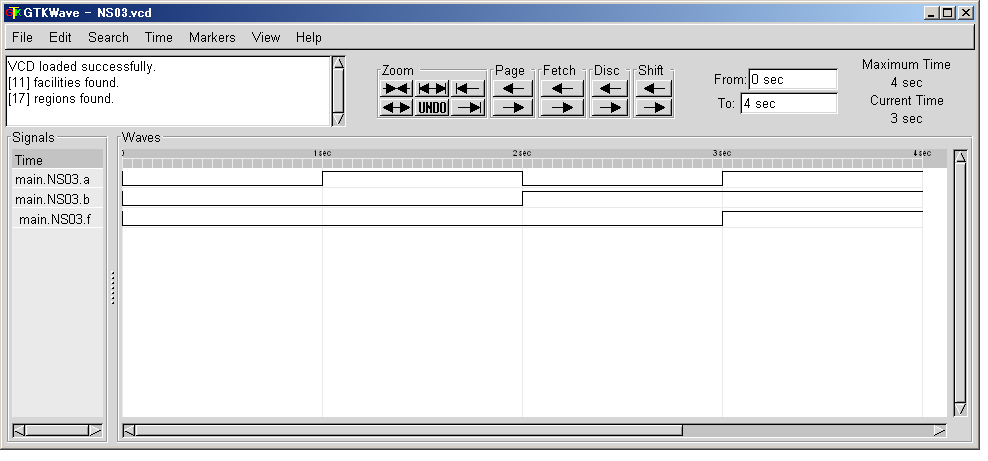 GTKWave - NS03.vcd
File Edit Search Time Markers View Help
VCD loaded successfully.
[11] facilities found.
[17] regions found.
Zoom
UNDO
Page
Fetch
Disc
Shift
From: 0 sec
To: 4 sec
Maximum Time
4 sec
Current Time
3 sec
Signals
Time
main.NS03.a
main.NS03.b
main.NS03.f
Waves
1sec 2sec 3sec 4sec